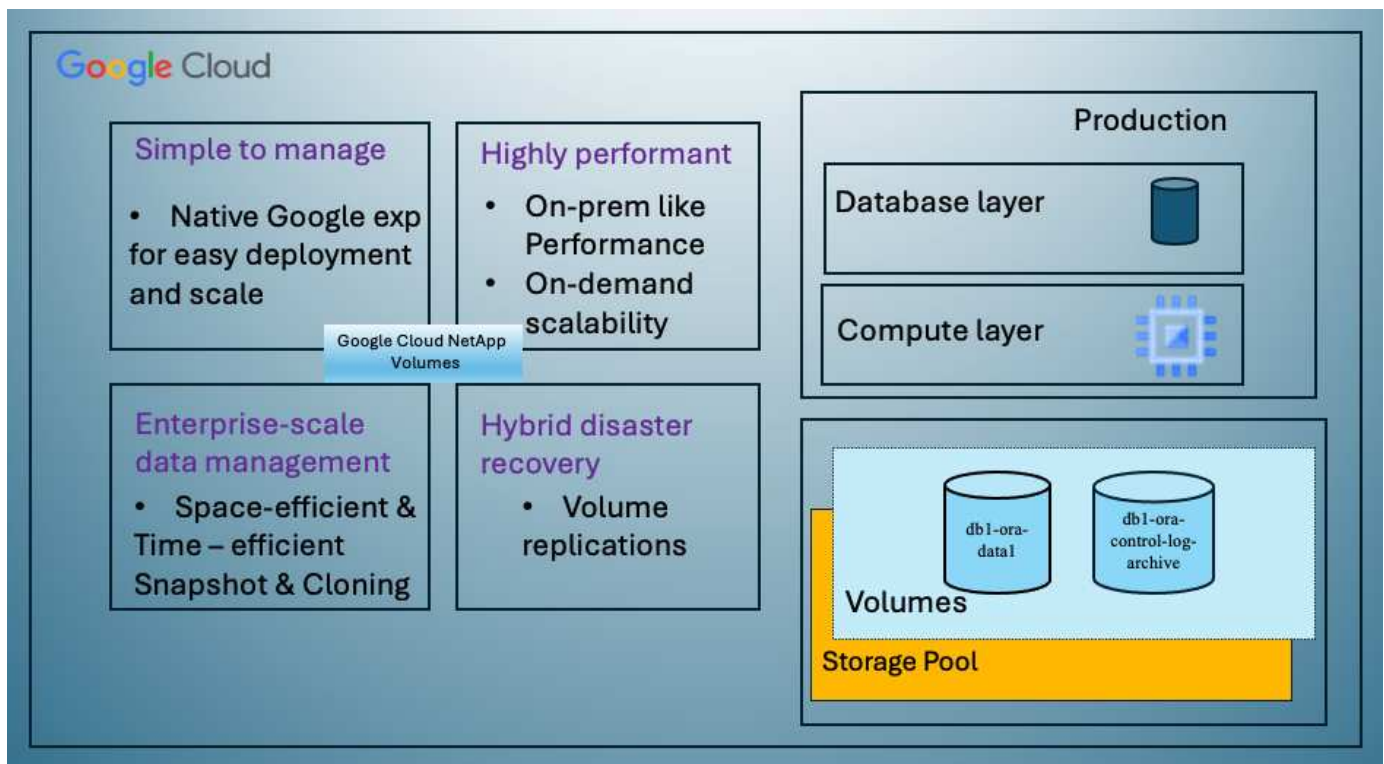 Google Cloud
Simple to manage
• Native Google exp
for easy deployment
and scale
Highly performant
• On-prem like
Performance
• On-demand
scalability
Google Cloud NetApp
Volumes
Enterprise-scale
data management
• Space-efficient &
Time – efficient
Snapshot & Cloning
Hybrid disaster
recovery
• Volume
replications
Production
Database layer
Compute layer
db1-ora-
data1
db1-ora-
control-log-
archive
Volumes
Storage Pool